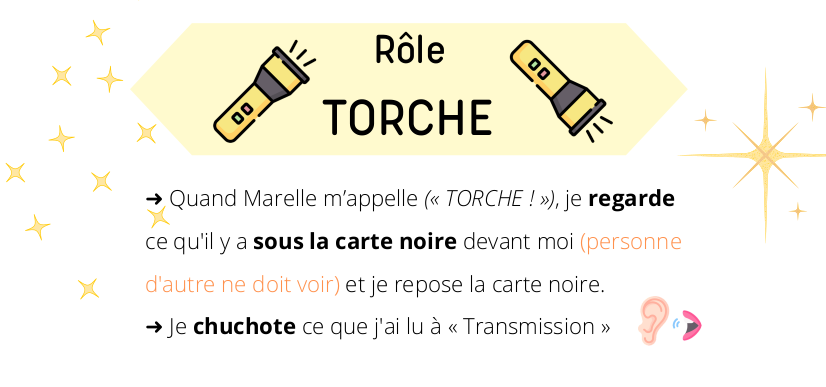 Rôle
TORCHE
➜ Quand Marelle m’appelle (« TORCHE ! »), je regarde
ce qu'il y a sous la carte noire devant moi (personne
d'autre ne doit voir) et je repose la carte noire.
➜ Je chuchote ce que j'ai lu à « Transmission »